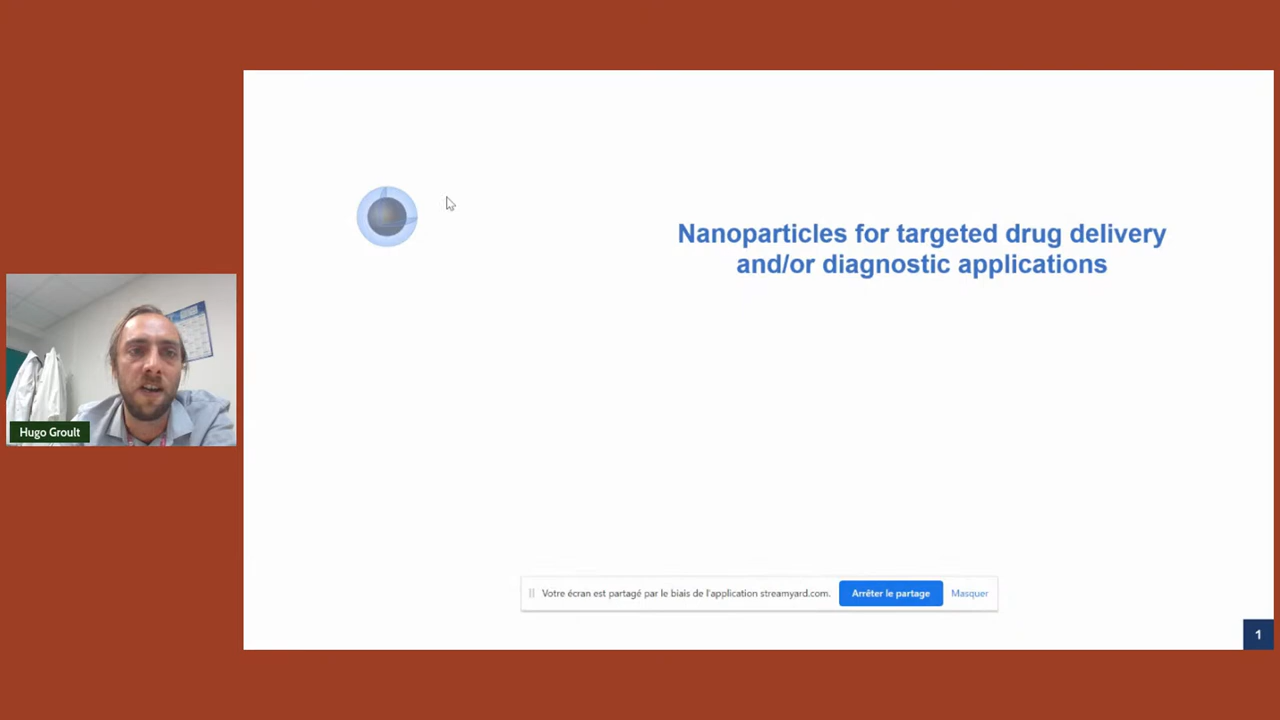 Nanoparticles for targeted drug delivery
and/or diagnostic applications
Hugo Groult
Votre écran est partagé par le biais de l'application streamyard.com. Arrêter le partage Masquer
1